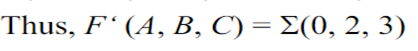 Thus, F‘ (A, B, C) = Σ(0, 2, 3)